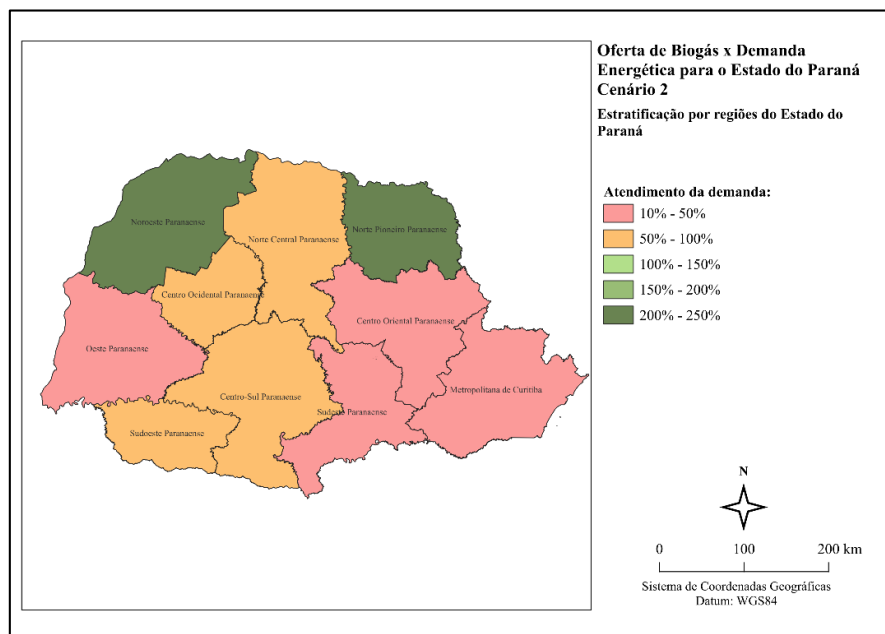 Oferta de Biogás x Demanda
Energética para o Estado do Paraná
Cenário 2
Estratificação por regiões do Estado do
Paraná
Atendimento da demanda:
10% - 50%
50% - 100%
100% - 150%
150% - 200%
200% - 250%
Noroeste Paranaense
Norte Central Paranaense
Norte Pioneiro Paranaense
Centro Ocidental Paranaense
Centro Oriental Paranaense
Oeste Paranaense
Metropolitana de Curitiba
Centro-Sul Paranaense
Sudeste Paranaense
Sudoeste Paranaense
N
0 100 200 km
Sistema de Coordenadas Geográficas
Datum: WGS84